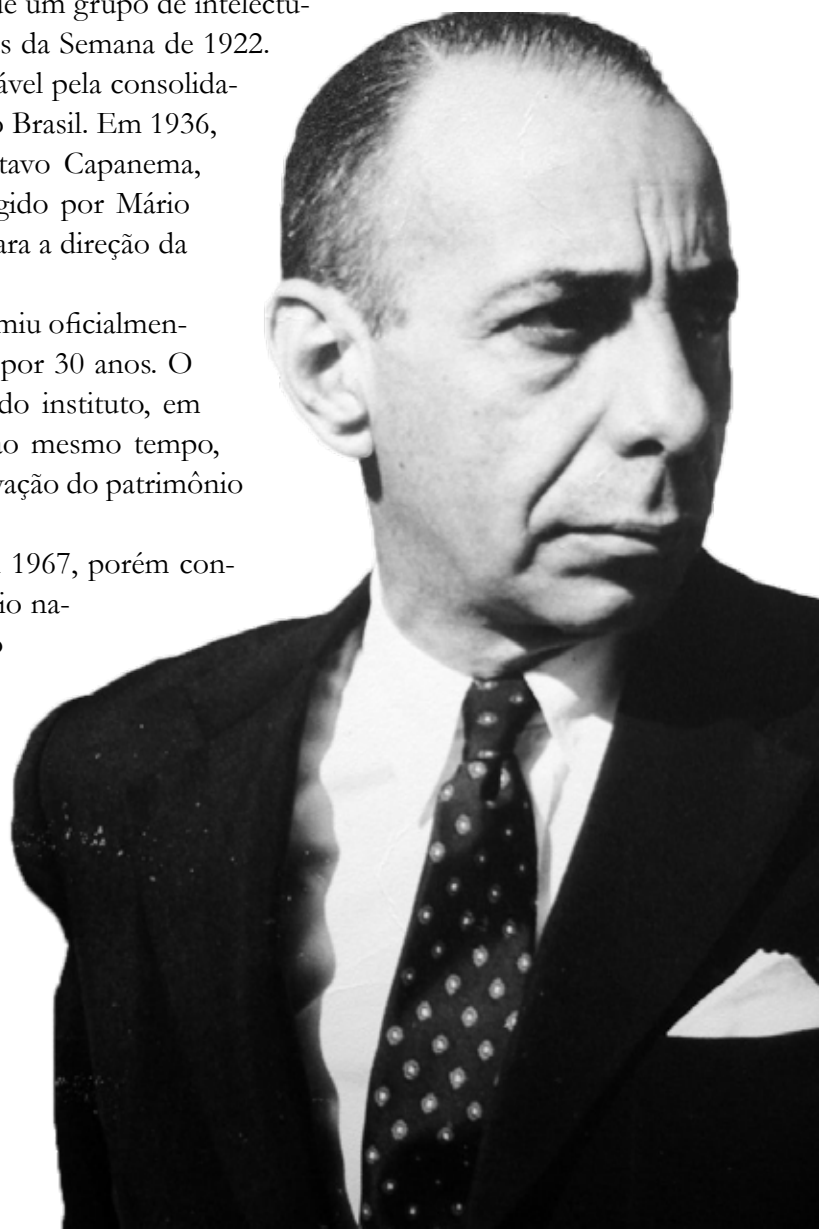 de um grupo de intelectu-
s da Semana de 1922.
ável pela consolida-
o Brasil. Em 1936,
tavo Capanema,
gido por Mário
ara a direção da
miu oficialmen-
por 30 anos. O
do instituto, em
ao mesmo tempo,
vação do patrimônio
1967, porém con-
io na-
o